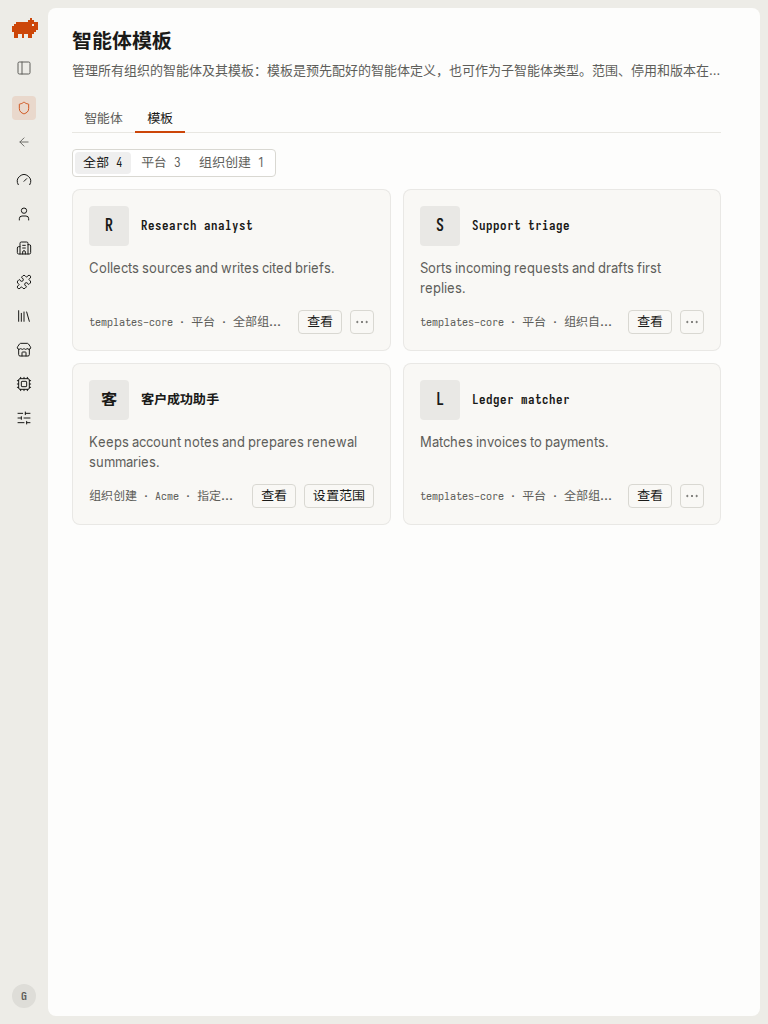 智能体模板
管理所有组织的智能体及其模板：模板是预先配好的智能体定义，也可作为子智能体类型。范围、停用和版本在...
智能体 模板
全部 4 平台 3 组织创建 1
R Research analyst
Collects sources and writes cited briefs.
templates-core · 平台 · 全部组... 查看 ...
S Support triage
Sorts incoming requests and drafts first
replies.
templates-core · 平台 · 组织自... 查看 ...
客 客户成功助手
Keeps account notes and prepares renewal
summaries.
组织创建 · Acme · 指定... 查看 设置范围
L Ledger matcher
Matches invoices to payments.
templates-core · 平台 · 全部组... 查看 ...
G